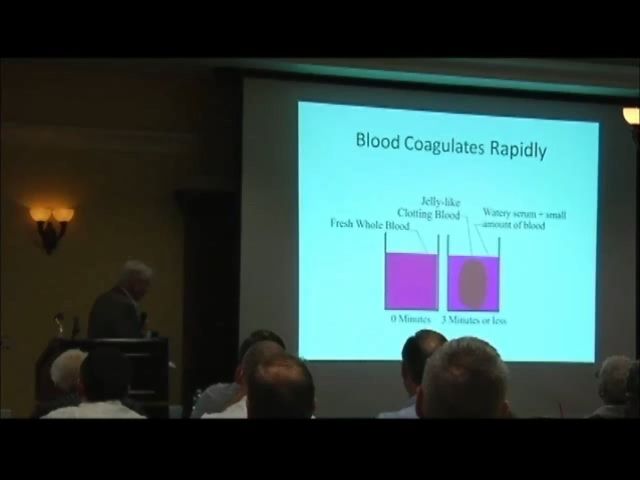 Blood Coagulates Rapidly
Jelly-like
Clotting Blood
Watery serum + small
amount of blood
Fresh Whole Blood
0 Minutes
3 Minutes or less